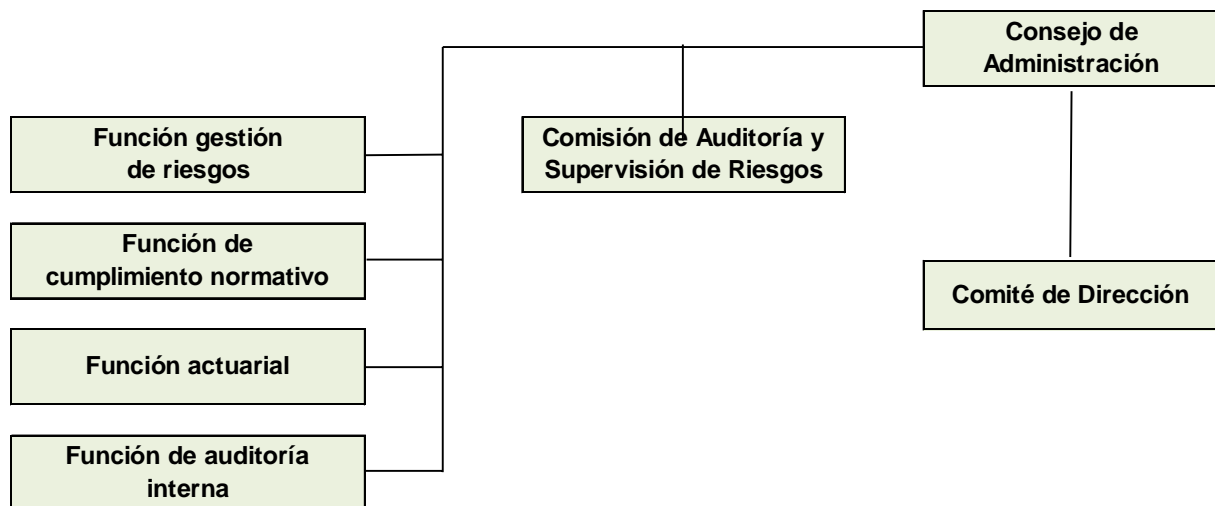 Consejo de
Administración
Función gestión
de riesgos
Comisión de Auditoría y
Supervisión de Riesgos
Función de
cumplimiento normativo
Comité de Dirección
Función actuarial
Función de auditoría
interna